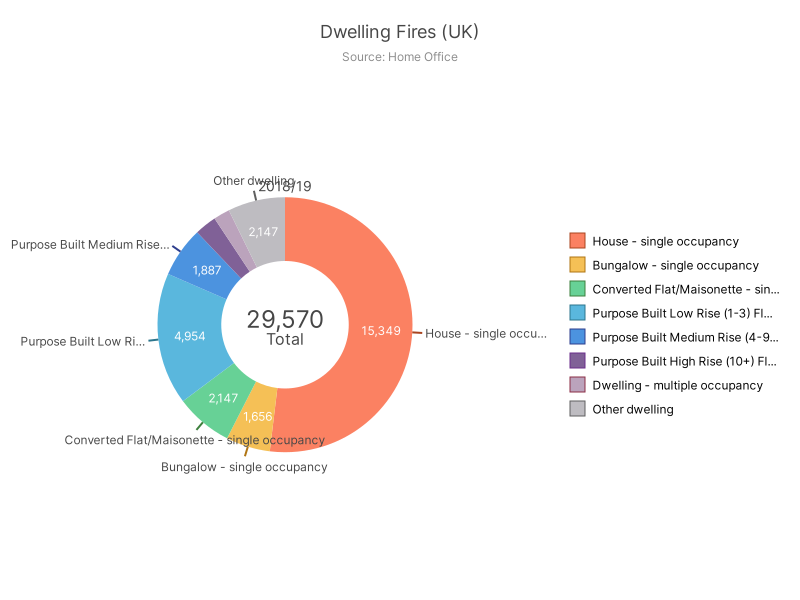 Dwelling Fires (UK)
Source: Home Office
Other dwelling
2018/19
Purpose Built Medium Rise...
2,147
1,887
House - single occupancy
Bungalow - single occupancy
Converted Flat/Maisonette - sin...
Purpose Built Low Rise (1-3) Fl...
Purpose Built Medium Rise (4-9...
Purpose Built High Rise (10+) Fl...
Dwelling - multiple occupancy
Other dwelling
29,570
Total
15,349
House - single occu...
4,954
Purpose Built Low Ri...
2,147
1,656
Converted Flat/Maisonette - single occupancy
Bungalow - single occupancy